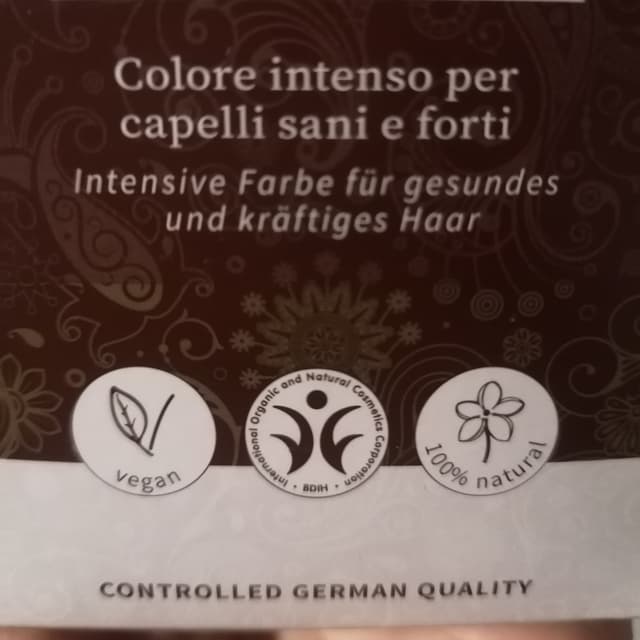 Colore intenso per
capelli sani e forti
Intensive Farbe für gesundes
und kräftiges Haar
vegan
International Organic and Natural Cosmetics Corporation
· BDIH ·
100% natural
CONTROLLED GERMAN QUALITY